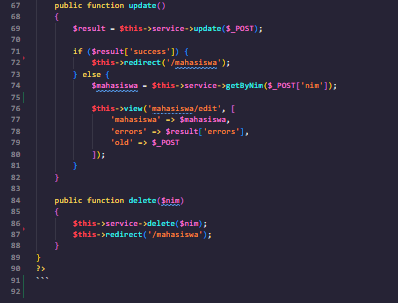 67 public function update()
68 {
69 $result = $this->service->update($_POST);
70
71 if ($result['success']) {
72 $this->redirect('/mahasiswa');
73 } else {
74 $mahasiswa = $this->service->getByNim($_POST['nim']);
75
76 $this->view('mahasiswa/edit', [
77 'mahasiswa' => $mahasiswa,
78 'errors' => $result['errors'],
79 'old' => $_POST
80 ]);
81 }
82 }
83
84 public function delete($nim)
85 {
86 $this->service->delete($nim);
87 $this->redirect('/mahasiswa');
88 }
89 }
90 ?>
91 ```
92